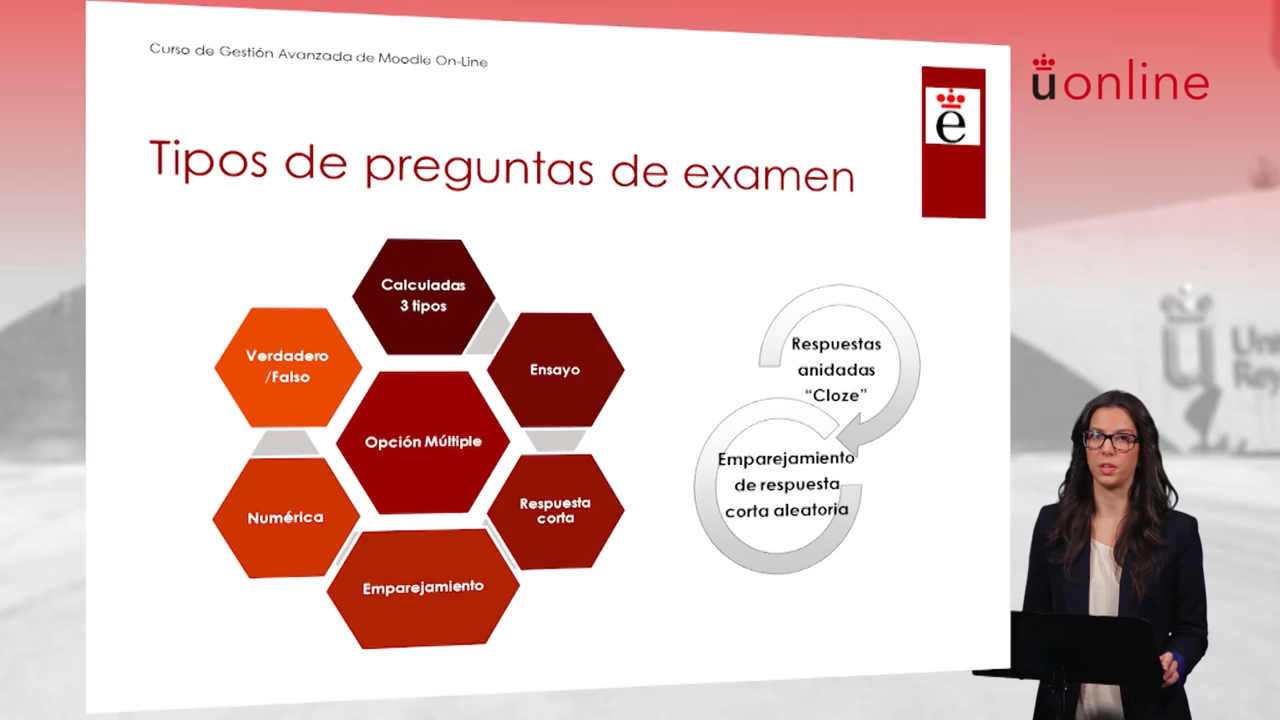 Curso de Gestión Avanzada de Moodle On-Line
uonline
e
Tipos de preguntas de examen
Calculadas
3 tipos
Verdadero
/Falso
Ensayo
Opción Múltiple
Numérica
Respuesta
corta
Emparejamiento
Respuestas
anidadas
“Cloze”
Emparejamiento
de respuesta
corta aleatoria